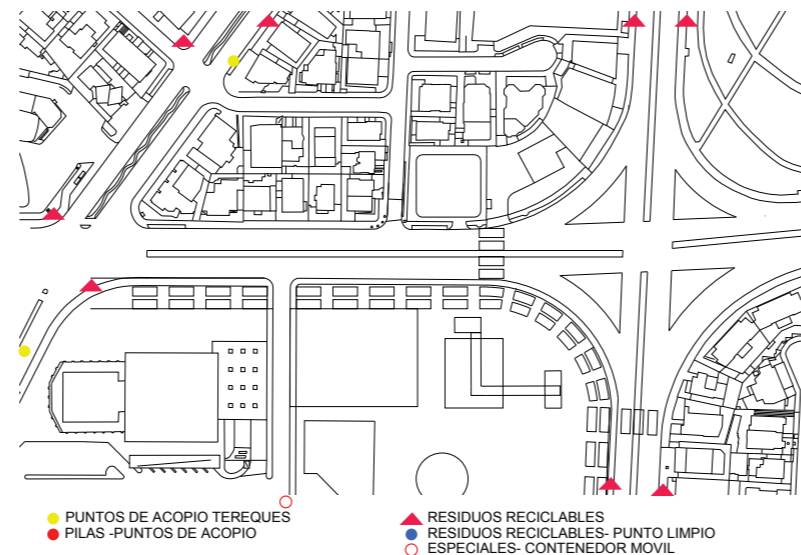 PUNTOS DE ACOPIO TEREQUES
PILAS -PUNTOS DE ACOPIO
RESIDUOS RECICLABLES
RESIDUOS RECICLABLES- PUNTO LIMPIO
ESPECIALES- CONTENEDOR MOVIL